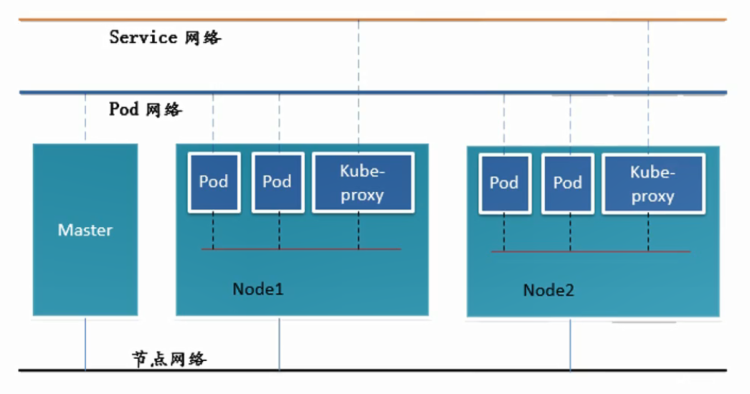 Service 网络
Pod 网络
Master
Pod
Pod
Kube-
proxy
Node1
Pod
Pod
Kube-
proxy
Node2
节点网络